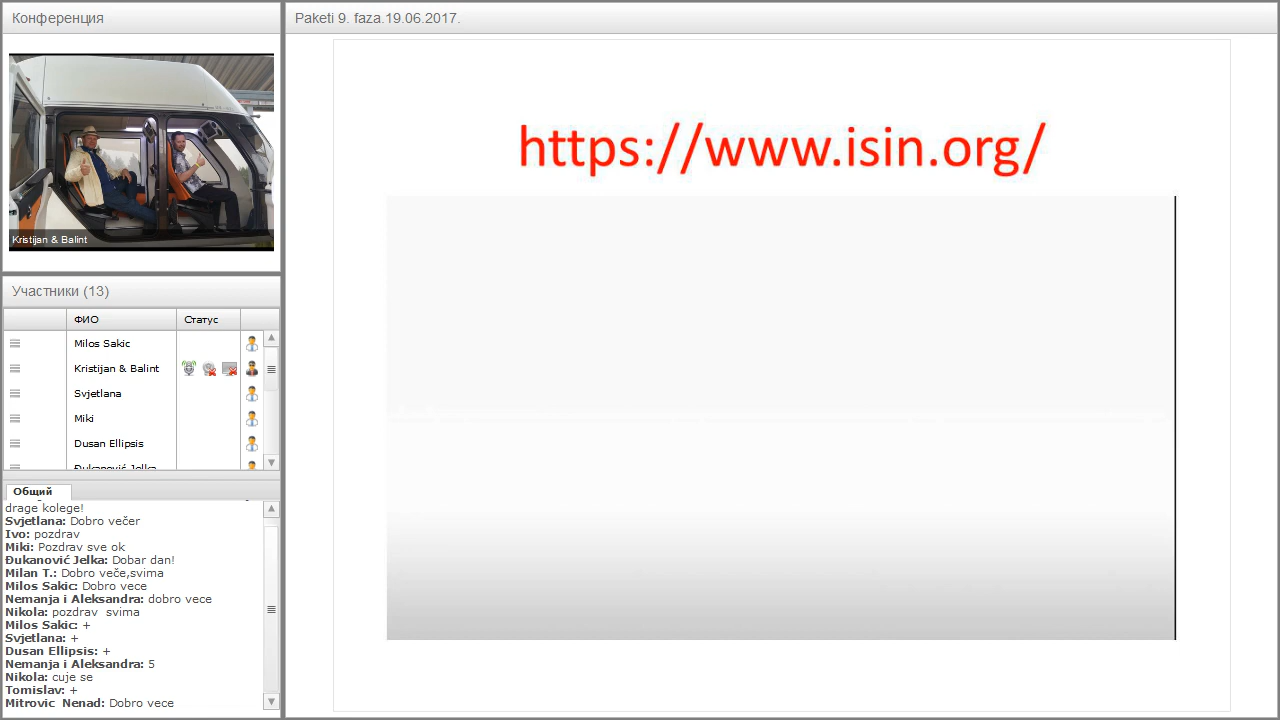 Конференция
Kristijan & Balint
Участники (13)
ФИО Статус
Milos Sakic
Kristijan & Balint
Svjetlana
Miki
Dusan Ellipsis
Đukanović Jelka
Общий
drage kolege!
Svjetlana: Dobro večer
Ivo: pozdrav
Miki: Pozdrav sve ok
Đukanović Jelka: Dobar dan!
Milan T.: Dobro veče,svima
Milos Sakic: Dobro vece
Nemanja i Aleksandra: dobro vece
Nikola: pozdrav  svima
Milos Sakic: +
Svjetlana: +
Dusan Ellipsis: +
Nemanja i Aleksandra: 5
Nikola: cuje se
Tomislav: +
Mitrovic  Nenad: Dobro vece
Paketi 9. faza.19.06.2017.
https://www.isin.org/